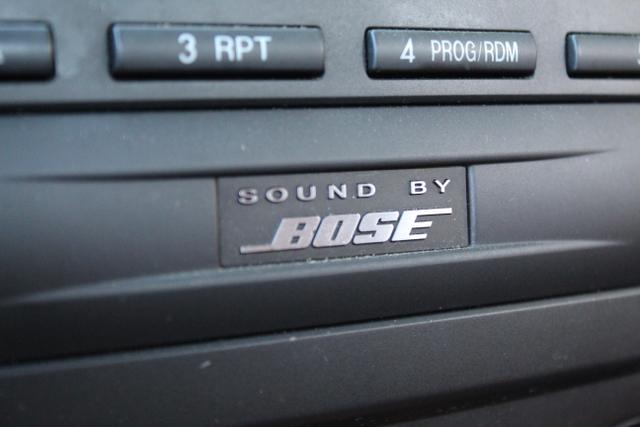 3 RPT
4 PROG/RDM
SOUND BY
BOSE